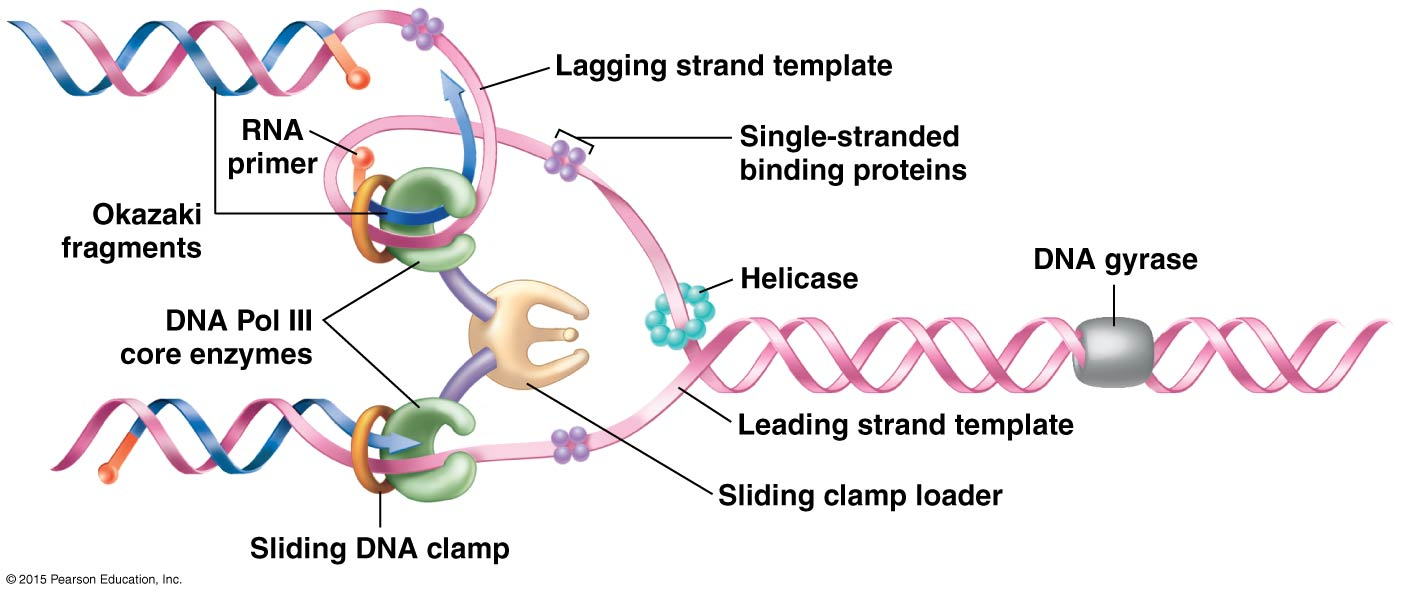 Lagging strand template
RNA
primer
Single-stranded
binding proteins
Okazaki
fragments
DNA gyrase
Helicase
DNA Pol III
core enzymes
Leading strand template
Sliding clamp loader
Sliding DNA clamp
© 2015 Pearson Education, Inc.